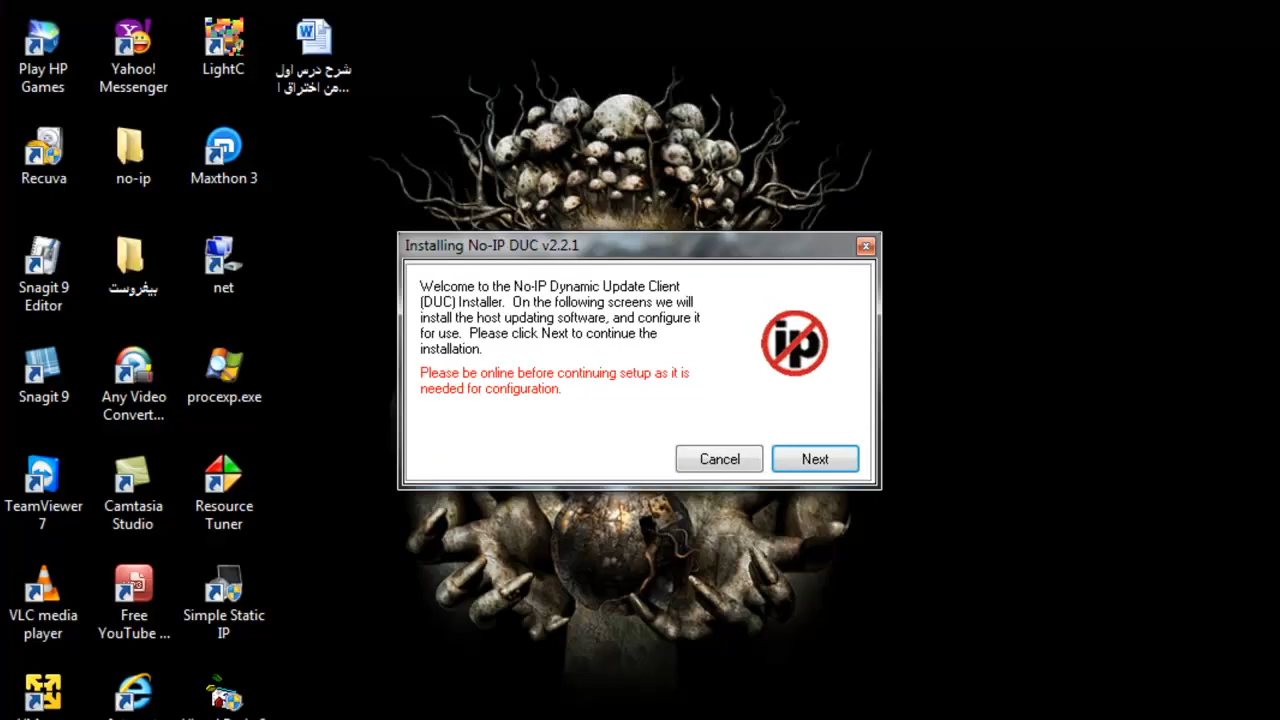 Play HP
Games
Yahoo!
Messenger
LightC
شرح درس اول
...من اختراق ا
Recuva
no-ip
Maxthon 3
Snagit 9
Editor
بيفروست
net
Snagit 9
Any Video
Convert...
procexp.exe
TeamViewer
7
Camtasia
Studio
Resource
Tuner
VLC media
player
Free
YouTube ...
Simple Static
IP
Installing No-IP DUC v2.2.1
Welcome to the No-IP Dynamic Update Client
(DUC) Installer. On the following screens we will
install the host updating software, and configure it
for use. Please click Next to continue the
installation.
Please be online before continuing setup as it is
needed for configuration.
ip
Cancel
Next